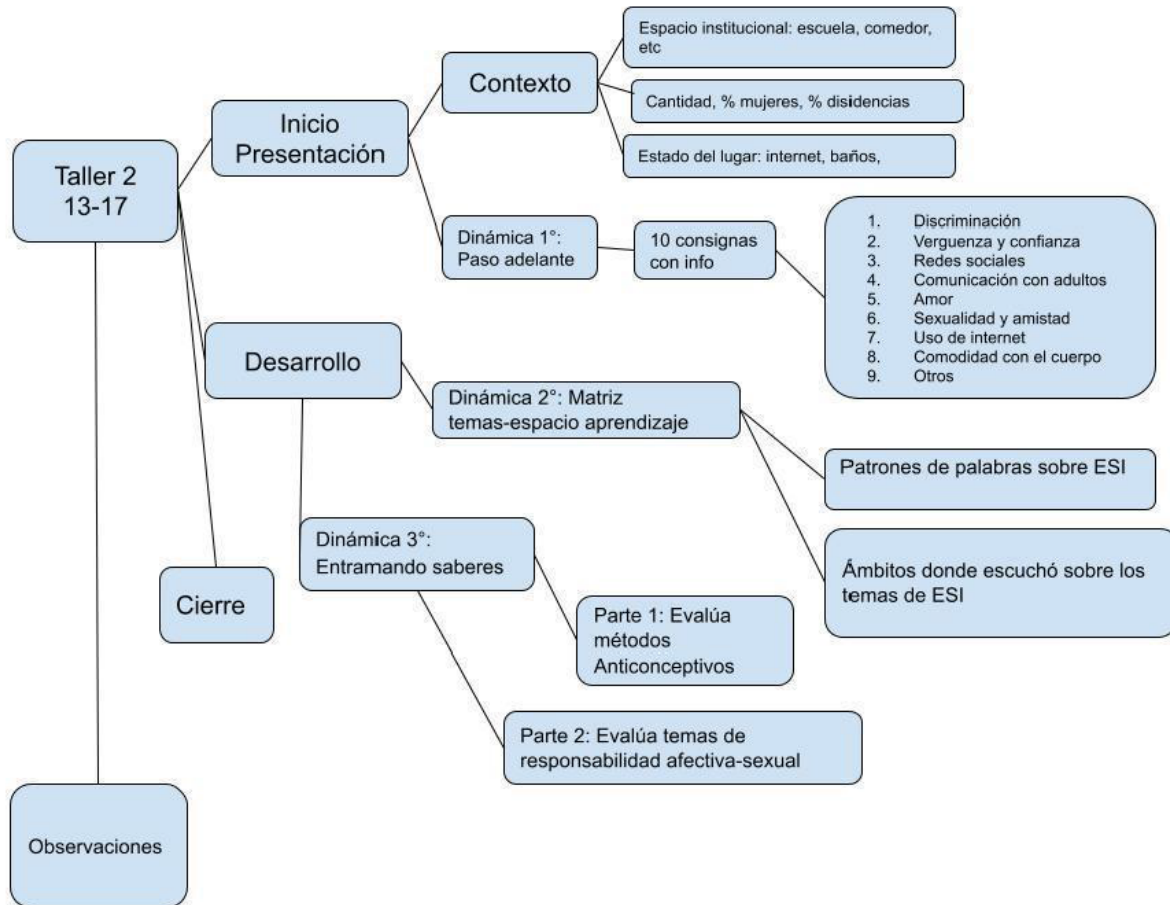 Taller 2
13-17
Inicio
Presentación
Contexto
Espacio institucional: escuela, comedor,
etc
Cantidad, % mujeres, % disidencias
Estado del lugar: internet, baños,
Dinámica 1°:
Paso adelante
10 consignas
con info
1. Discriminación
2. Verguenza y confianza
3. Redes sociales
4. Comunicación con adultos
5. Amor
6. Sexualidad y amistad
7. Uso de internet
8. Comodidad con el cuerpo
9. Otros
Desarrollo
Dinámica 2°: Matriz
temas-espacio aprendizaje
Patrones de palabras sobre ESI
Ámbitos donde escuchó sobre los
temas de ESI
Dinámica 3°:
Entramando saberes
Parte 1: Evalúa
métodos
Anticonceptivos
Parte 2: Evalúa temas de
responsabilidad afectiva-sexual
Cierre
Observaciones